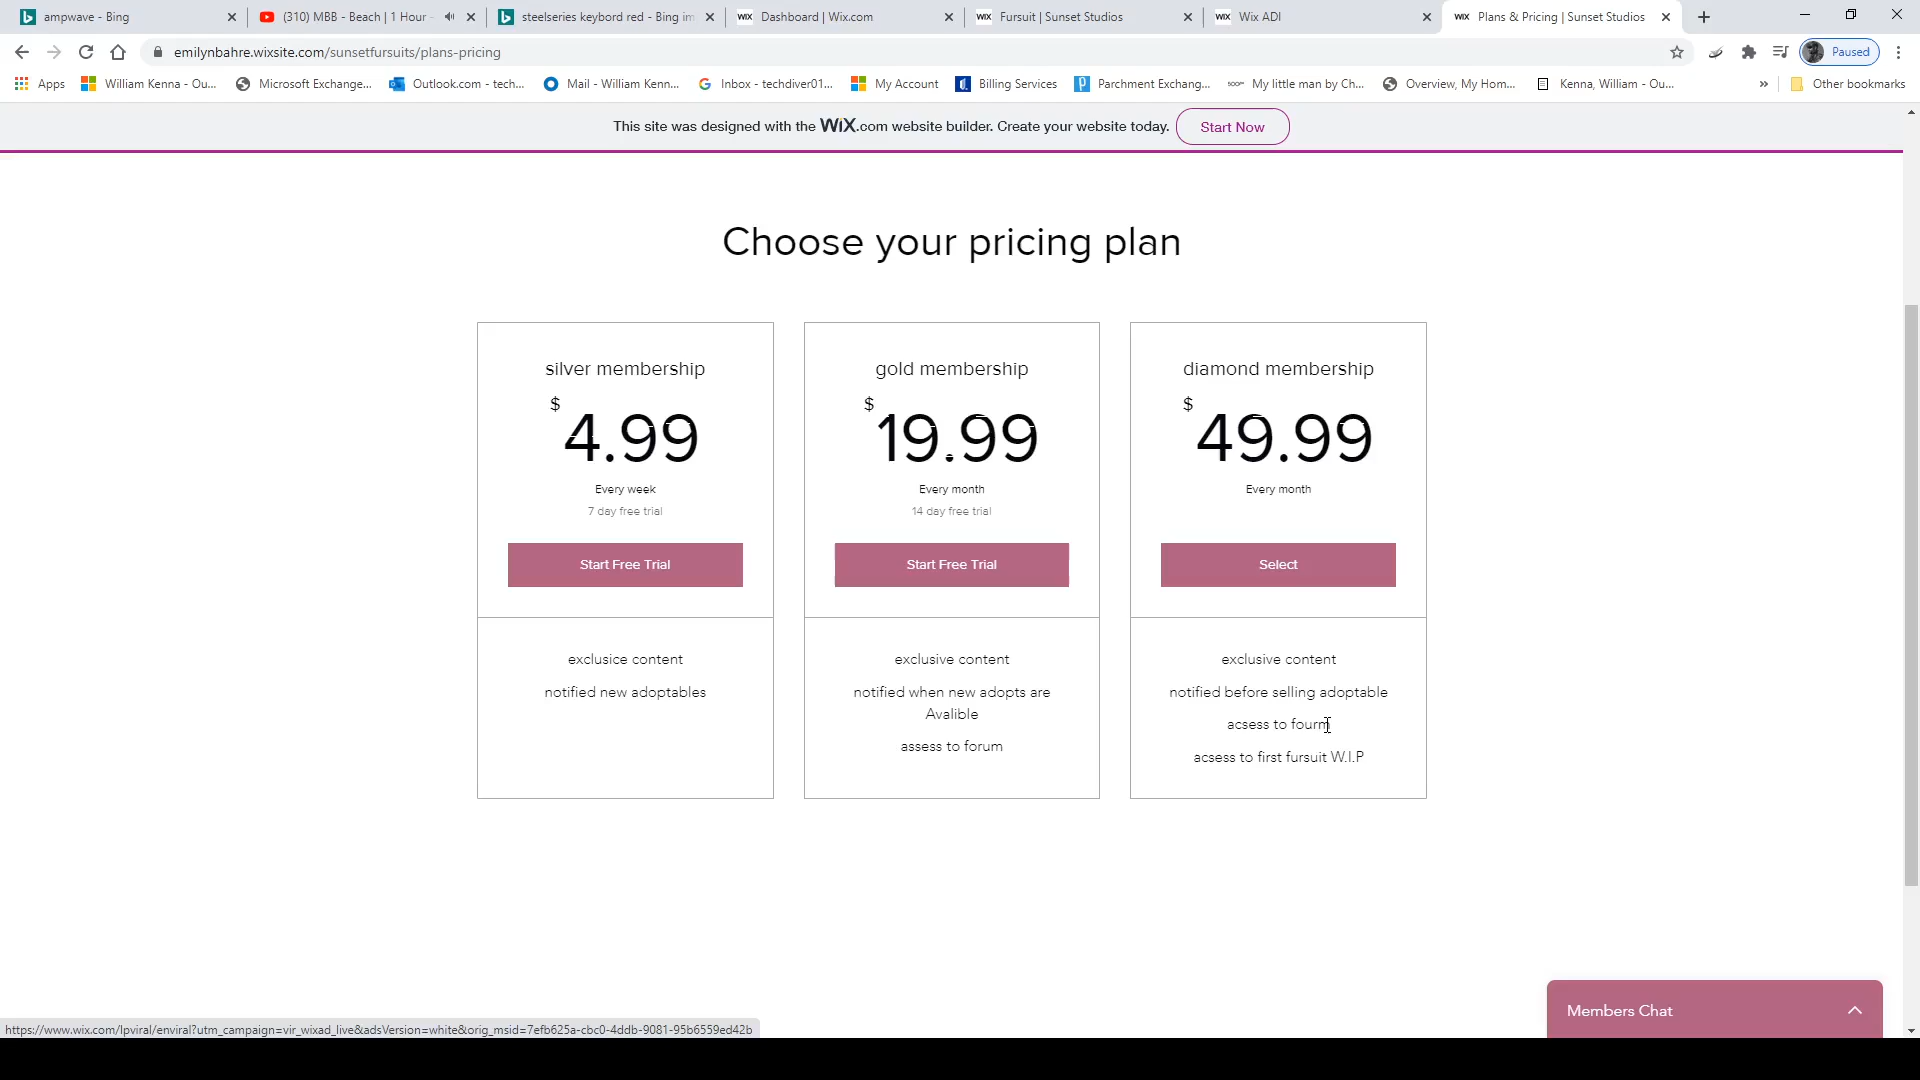 ampwave - Bing
(310) MBB - Beach | 1 Hour
steelseries keybord red - Bing im
WiX Dashboard | Wix.com
WiX Fursuit | Sunset Studios
WiX Wix ADI
WiX Plans & Pricing | Sunset Studios
emilynbahre.wixsite.com/sunsetfursuits/plans-pricing
Paused
Apps
William Kenna - Ou...
Microsoft Exchange...
Outlook.com - tech...
Mail - William Kenn...
Inbox - techdiver01...
My Account
Billing Services
Parchment Exchang...
My little man by Ch...
Overview, My Hom...
Kenna, William - Ou...
»
Other bookmarks
This site was designed with the WiX.com website builder. Create your website today.
Start Now
Choose your pricing plan
silver membership
$ 4.99
Every week
7 day free trial
Start Free Trial
exclusice content
notified new adoptables
gold membership
$ 19.99
Every month
14 day free trial
Start Free Trial
exclusive content
notified when new adopts are
Avalible
assess to forum
diamond membership
$ 49.99
Every month
Select
exclusive content
notified before selling adoptable
acsess to fourm
acsess to first fursuit W.I.P
Members Chat
https://www.wix.com/lpviral/enviral?utm_campaign=vir_wixad_live&adsVersion=white&orig_msid=7efb625a-cbc0-4ddb-9081-95b6559ed42b